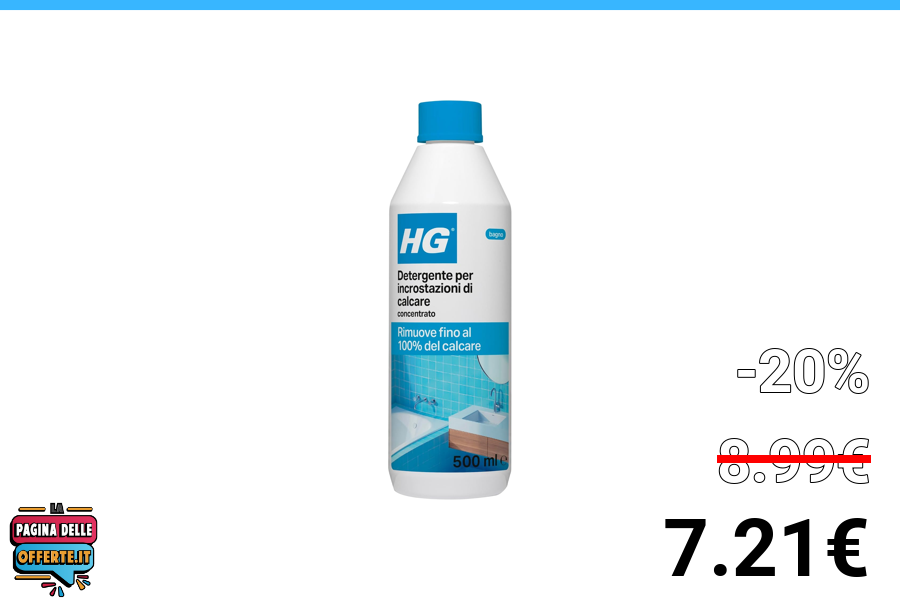 HG
bagno
Detergente per
incrostazioni di
calcare
concentrato
Rimuove fino al
100% del calcare
500 ml e
-20%
8.99€
7.21€
LA
PAGINA DELLE
OFFERTE.IT